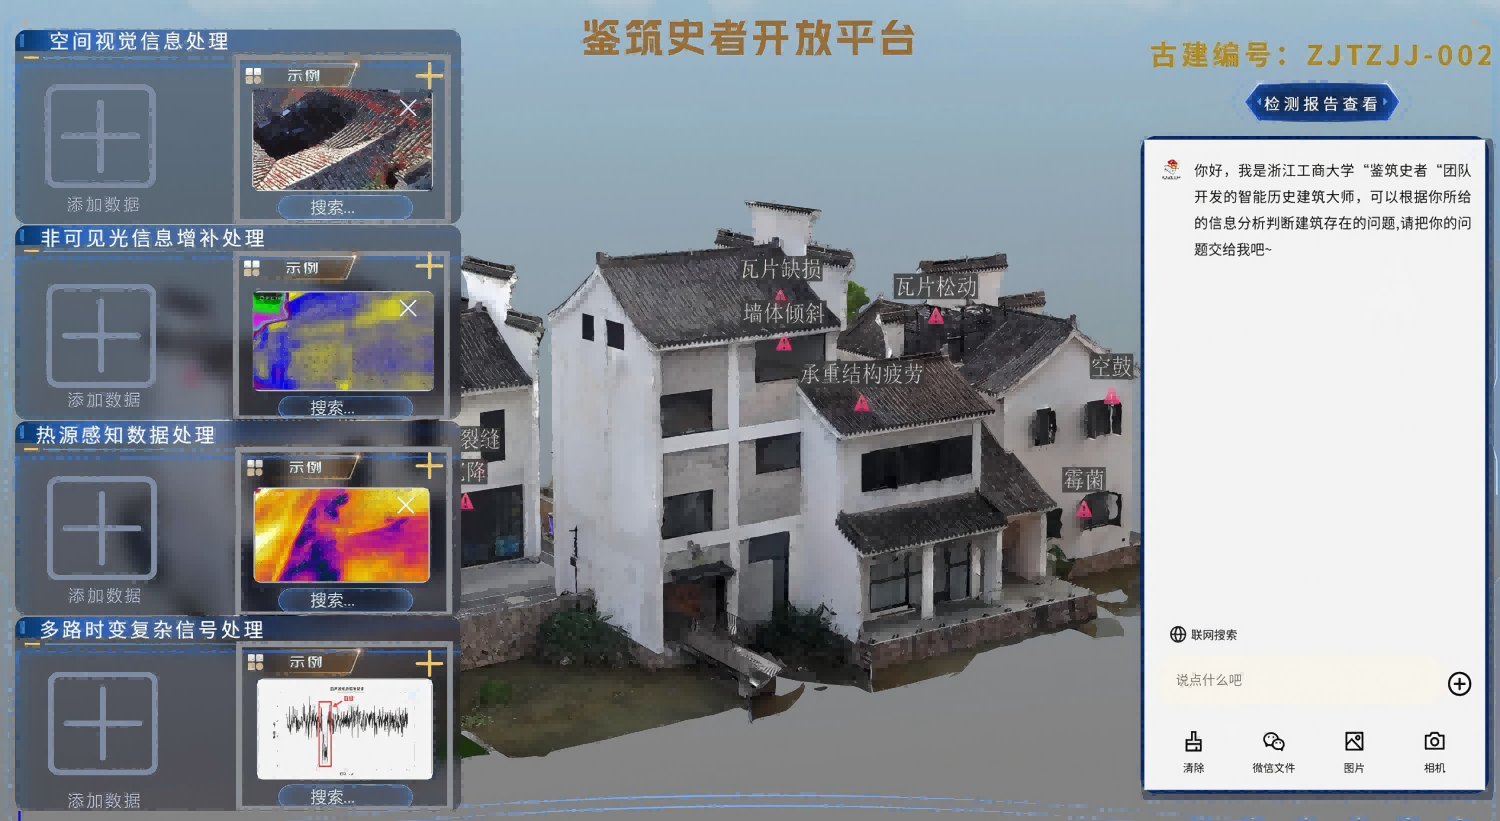 鉴筑史者开放平台
空间视觉信息处理
添加数据
示例
搜索...
非可见光信息增补处理
添加数据
示例
搜索...
热源感知数据处理
添加数据
示例
搜索...
多路时变复杂信号处理
添加数据
示例
搜索...
瓦片缺损
墙体倾斜
瓦片松动
承重结构疲劳
空鼓
裂缝
降
霉菌
古建编号：ZJTZJJ-002
检测报告查看
你好，我是浙江工商大学“鉴筑史者“团队
开发的智能历史建筑大师，可以根据你所给
的信息分析判断建筑存在的问题,请把你的问
题交给我吧~
联网搜索
说点什么吧
清除
微信文件
图片
相机